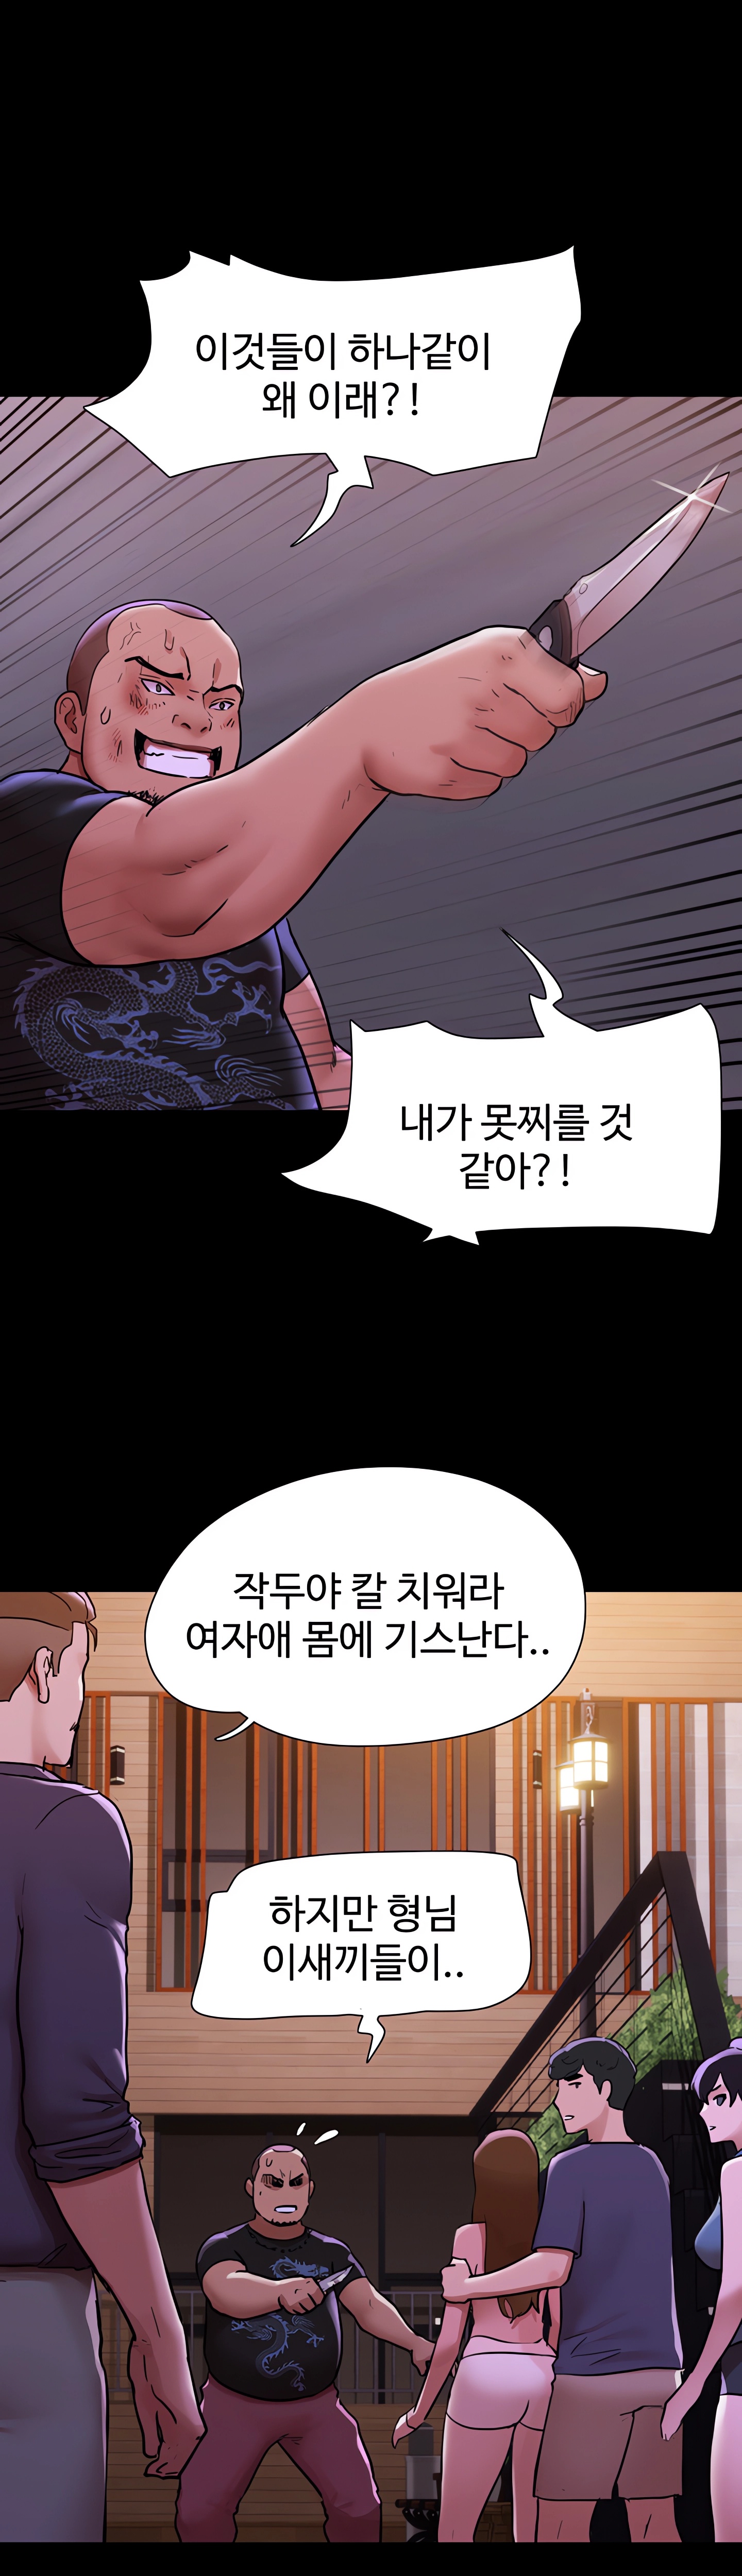 이것들이 하나같이
왜 이래?!
내가 못찌를 것
같아?!
작두야 칼 치워라
여자애 몸에 기스난다..
하지만 형님
이새끼들이..